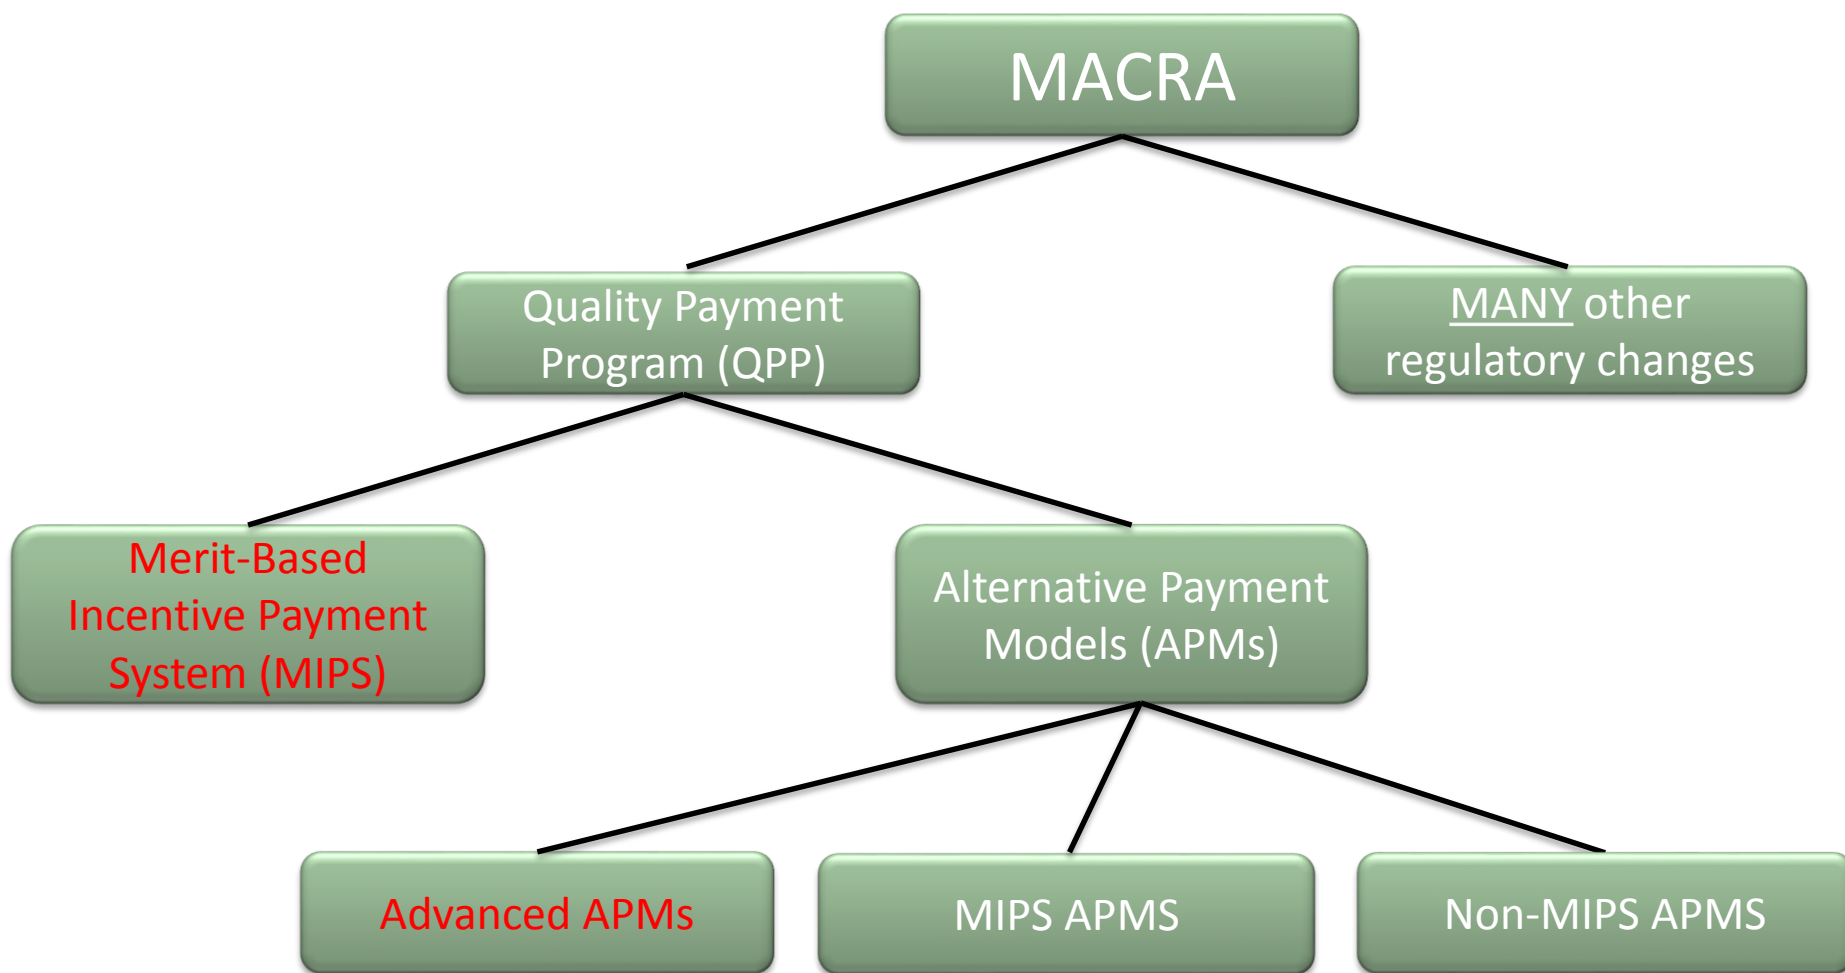 MACRA
Quality Payment
Program (QPP)
MANY other
regulatory changes
Merit-Based
Incentive Payment
System (MIPS)
Alternative Payment
Models (APMs)
Advanced APMs
MIPS APMS
Non-MIPS APMS